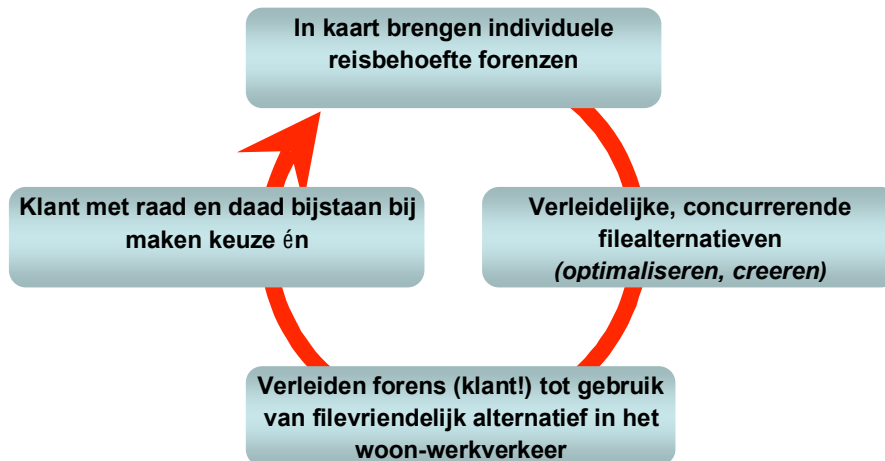 In kaart brengen individuele
reisbehoefte forenzen
Verleidelijke, concurrerende
filealternatieven
(optimaliseren, creeren)
Verleiden forens (klant!) tot gebruik
van filevriendelijk alternatief in het
woon-werkverkeer
Klant met raad en daad bijstaan bij
maken keuze én